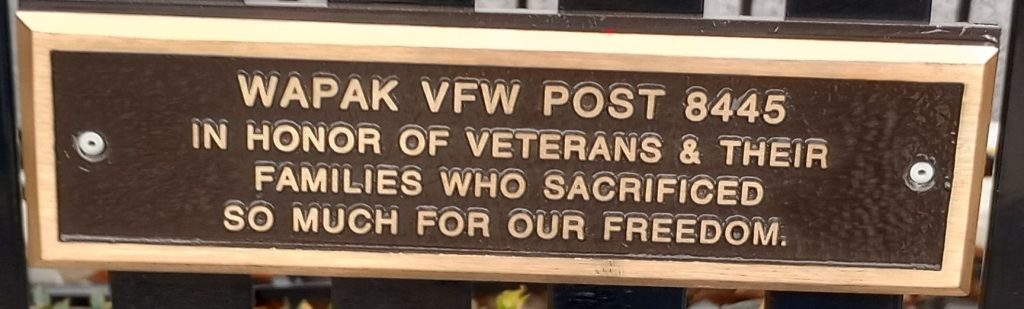 WAPAK VFW POST 8445
IN HONOR OF VETERANS & THEIR
FAMILIES WHO SACRIFICED
SO MUCH FOR OUR FREEDOM.